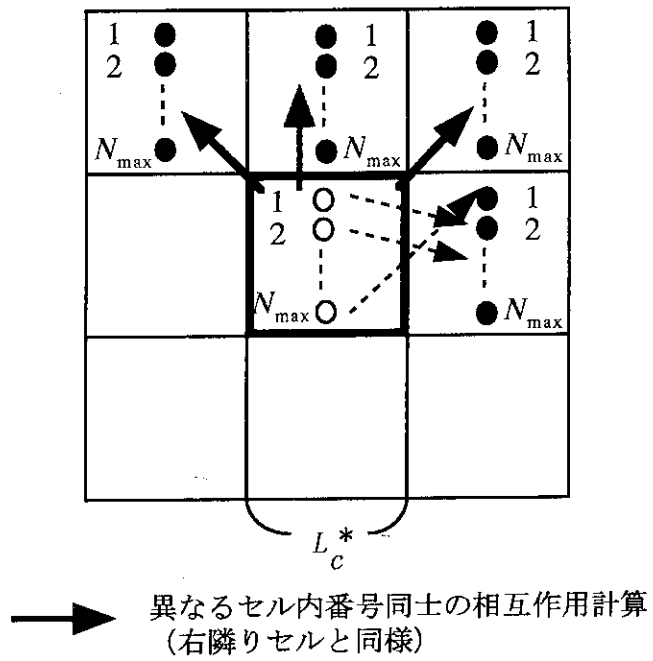 1 1 1
2 2 2
N_max N_max N_max
1 1
2 2
N_max N_max
L_c*
異なるセル内番号同士の相互作用計算
（右隣りセルと同様）